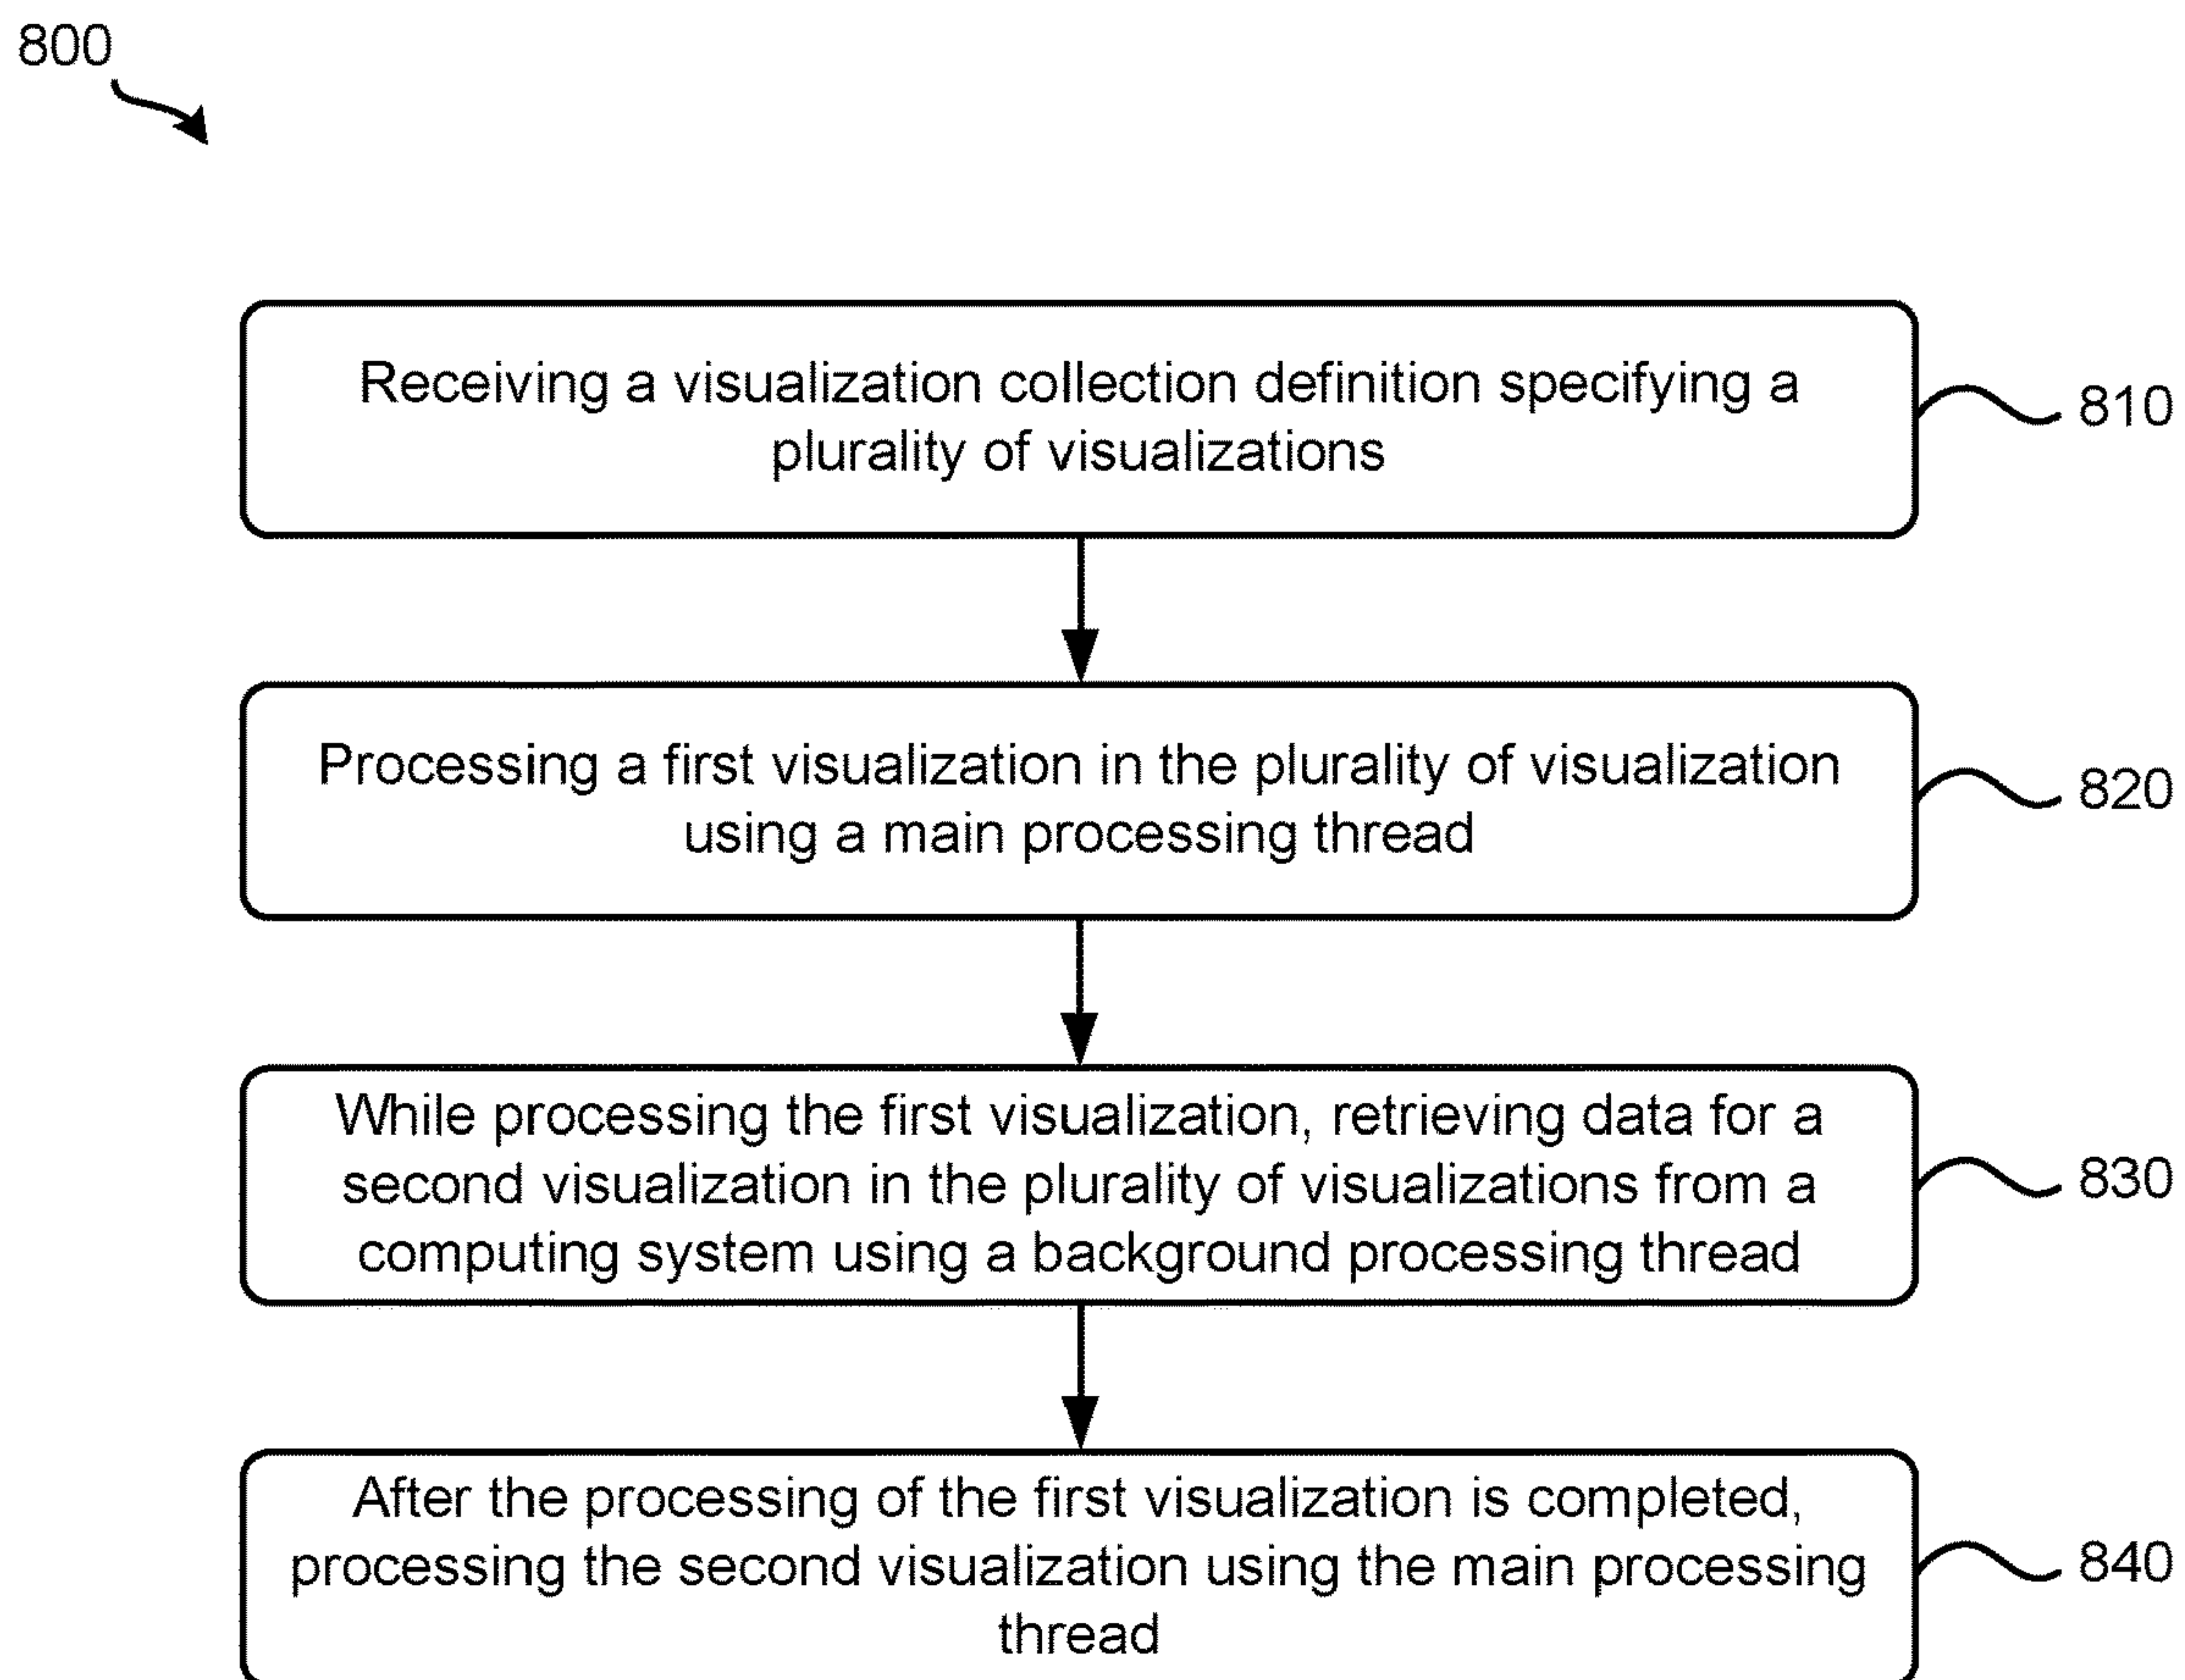 800
Receiving a visualization collection definition specifying a
plurality of visualizations
810
Processing a first visualization in the plurality of visualization
using a main processing thread
820
While processing the first visualization, retrieving data for a
second visualization in the plurality of visualizations from a
computing system using a background processing thread
830
After the processing of the first visualization is completed,
processing the second visualization using the main processing
thread
840